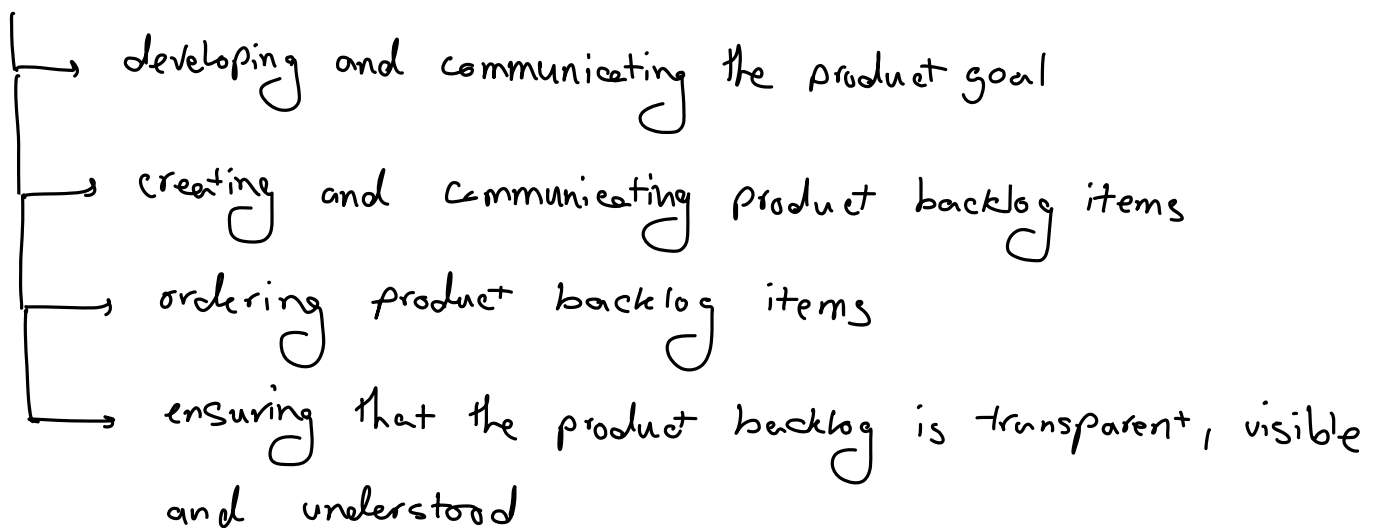 developing and communicating the product goal
creating and communicating product backlog items
ordering product backlog items
ensuring that the product backlog is transparent, visible
and understood